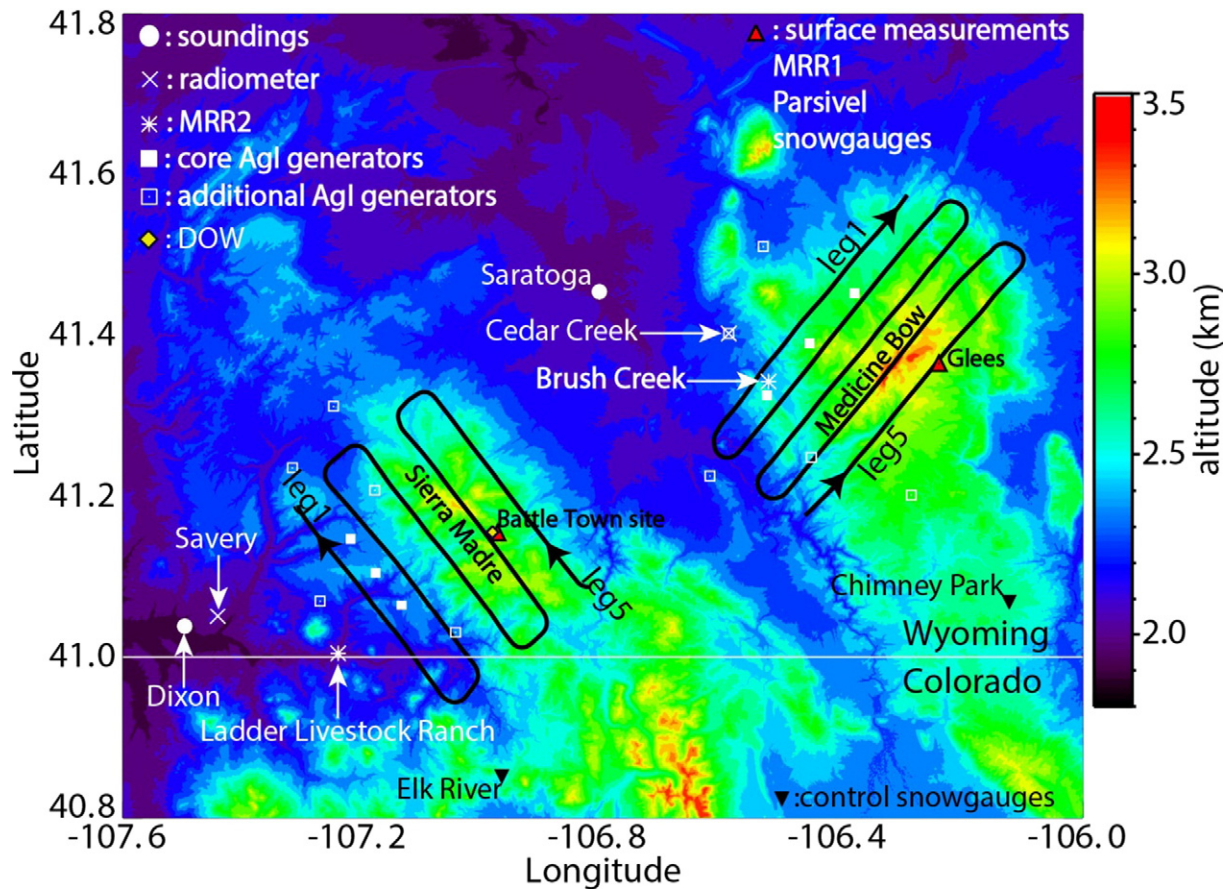 41.8
41.6
41.4
41.2
41.0
40.8
Latitude
: soundings
: radiometer
: MRR2
: core AgI generators
: additional AgI generators
: DOW
: surface measurements
MRR1
Parsivel
snowgauges
Saratoga
Cedar Creek
Brush Creek
leg1
Medicine Bow
Glees
leg5
leg1
Sierra Madre
Battle Town site
leg5
Savery
Dixon
Ladder Livestock Ranch
Elk River
Chimney Park
Wyoming
Colorado
:control snowgauges
-107.6
-107.2
-106.8
-106.4
-106.0
Longitude
3.5
3.0
2.5
2.0
altitude (km)